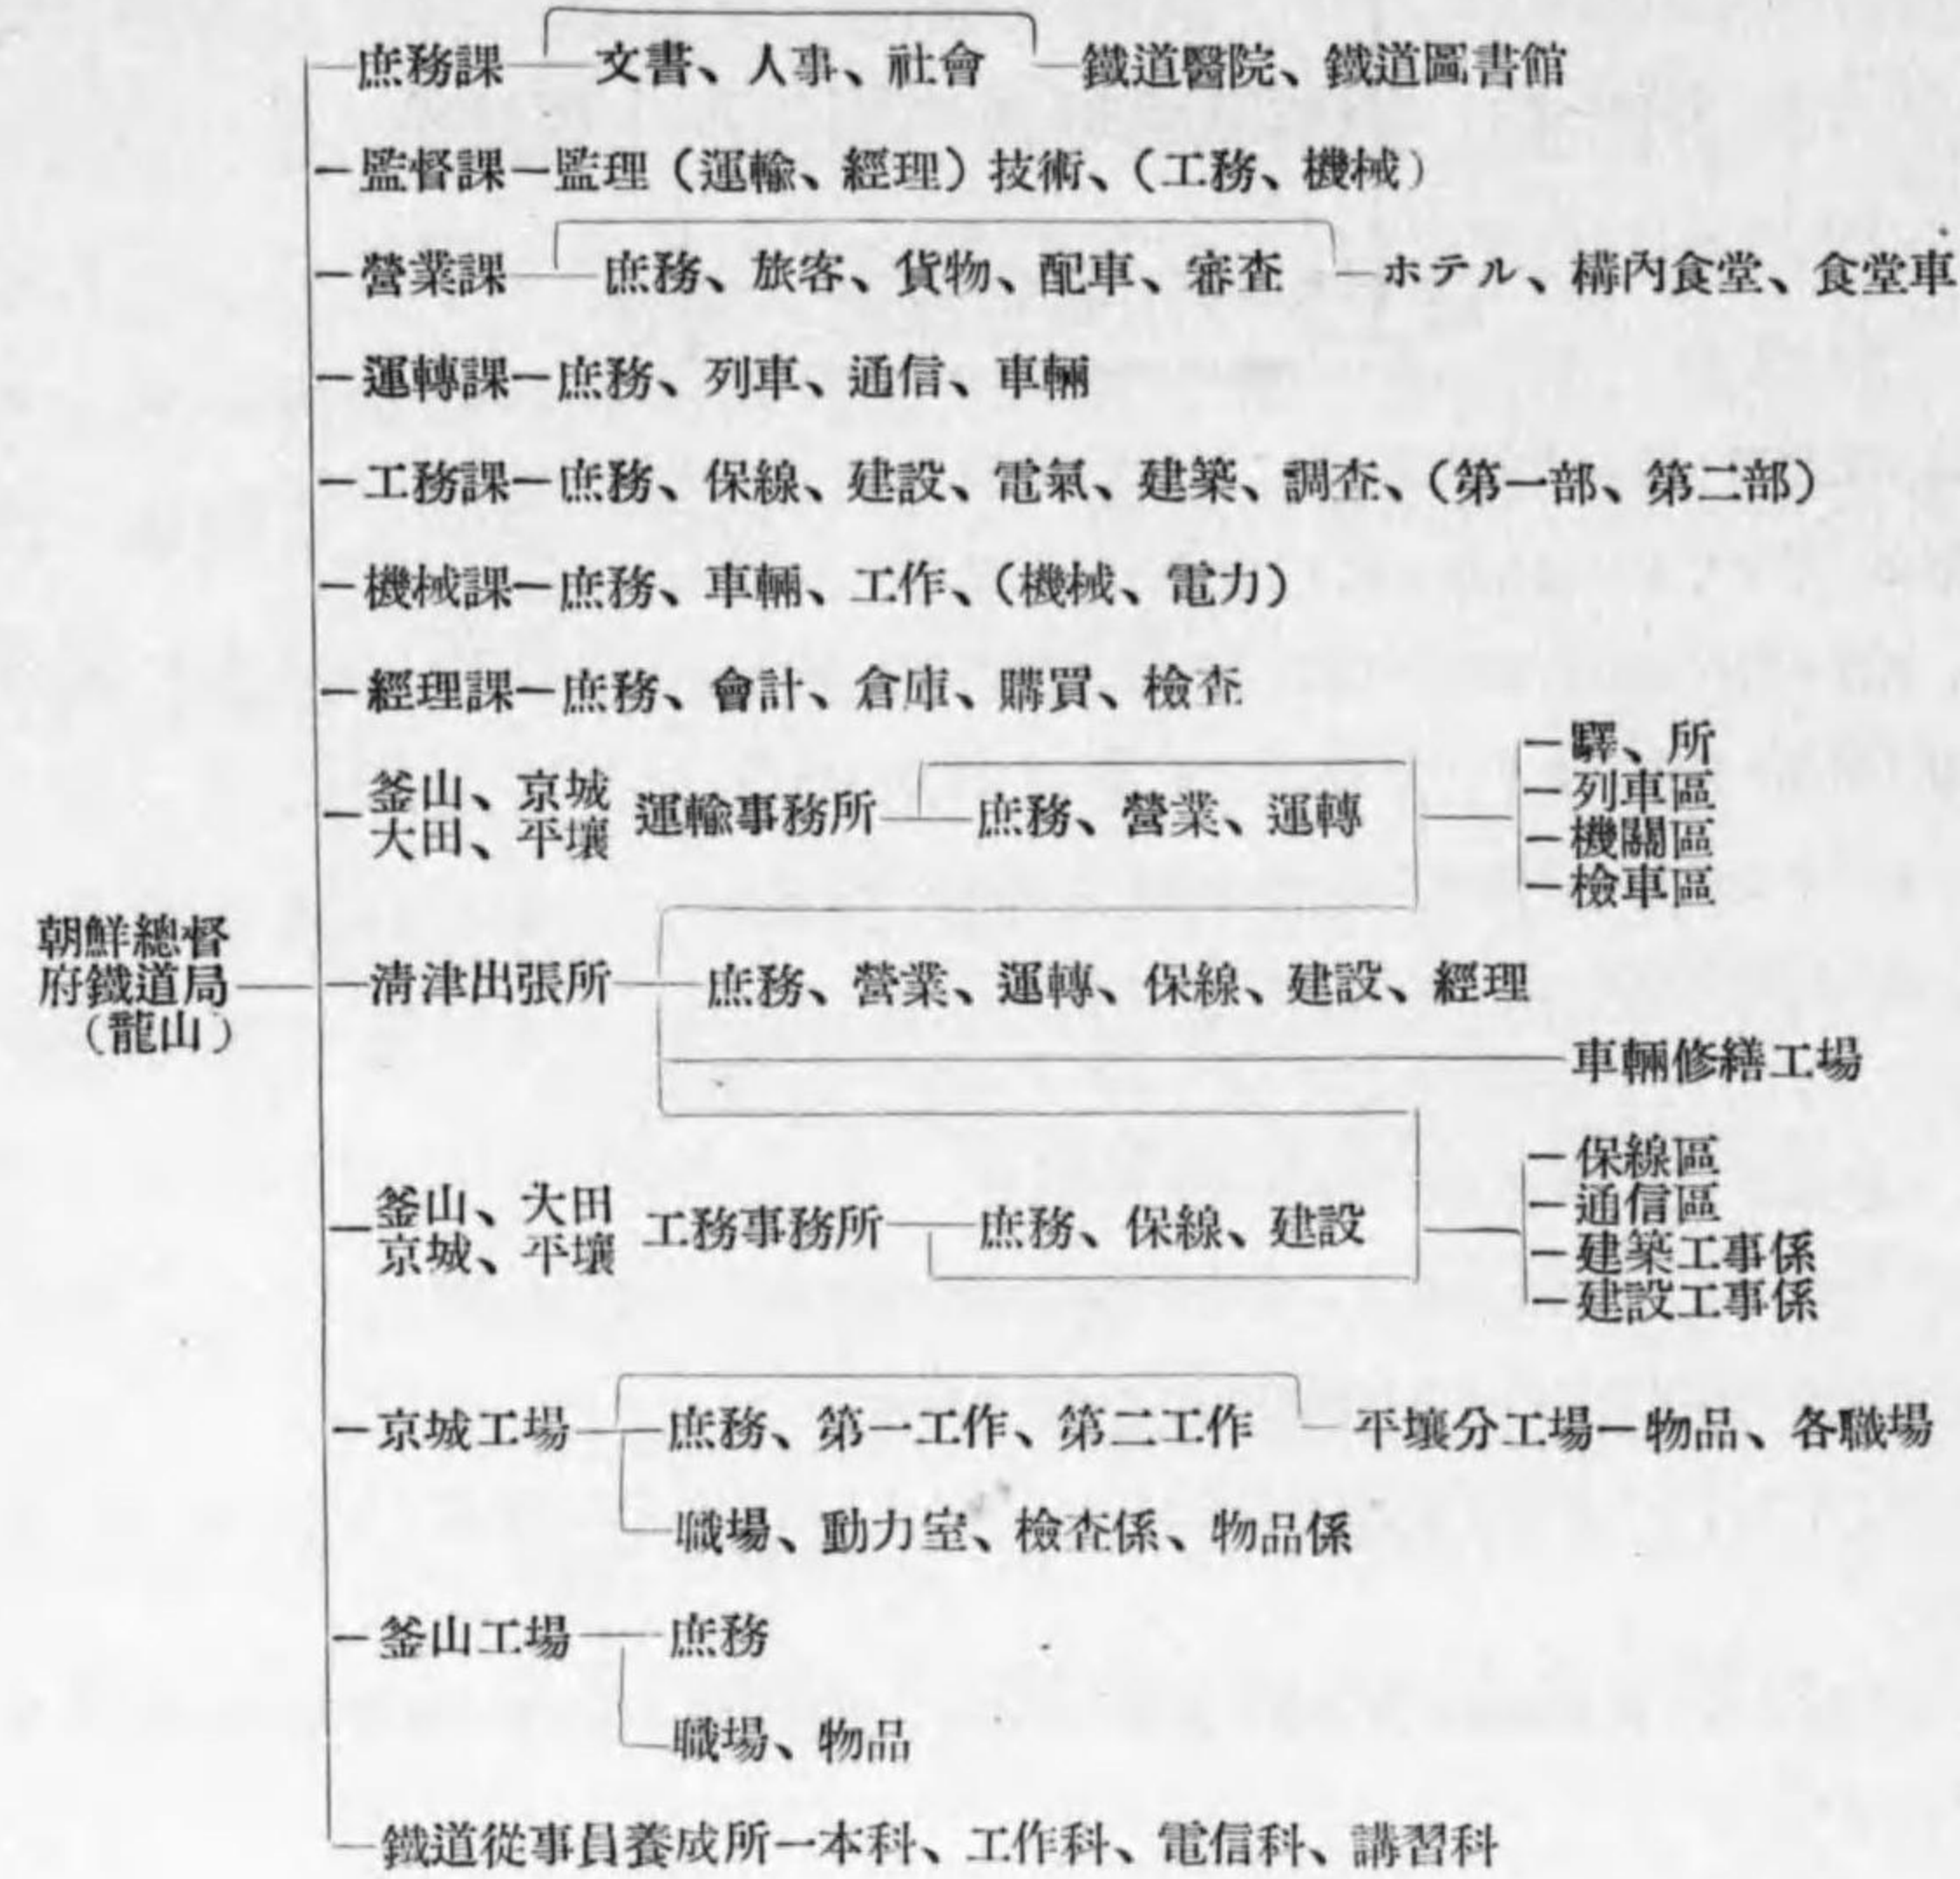 庶務課 文書、人事、社會 鐵道醫院、鐵道圖書館
監督課 監理（運輸、經理）技術、（工務、機械）
營業課 庶務、旅客、貨物、配車、審査 ホテル、構內食堂、食堂車
運轉課 庶務、列車、通信、車輛
工務課 庶務、保線、建設、電氣、建築、調査、（第一部、第二部）
機械課 庶務、車輛、工作、（機械、電力）
經理課 庶務、會計、倉庫、購買、檢査
釜山、京城
大田、平壤
運輸事務所 庶務、營業、運轉
驛、所
列車區
機關區
檢車區
朝鮮總督
府鐵道局
（龍山）
淸津出張所 庶務、營業、運轉、保線、建設、經理
車輛修繕工場
釜山、大田
京城、平壤
工務事務所 庶務、保線、建設
保線區
通信區
建築工事係
建設工事係
京城工場 庶務、第一工作、第二工作 平壤分工場 物品、各職場
職場、動力室、檢査係、物品係
釜山工場 庶務
職場、物品
鐵道從事員養成所 本科、工作科、電信科、講習科